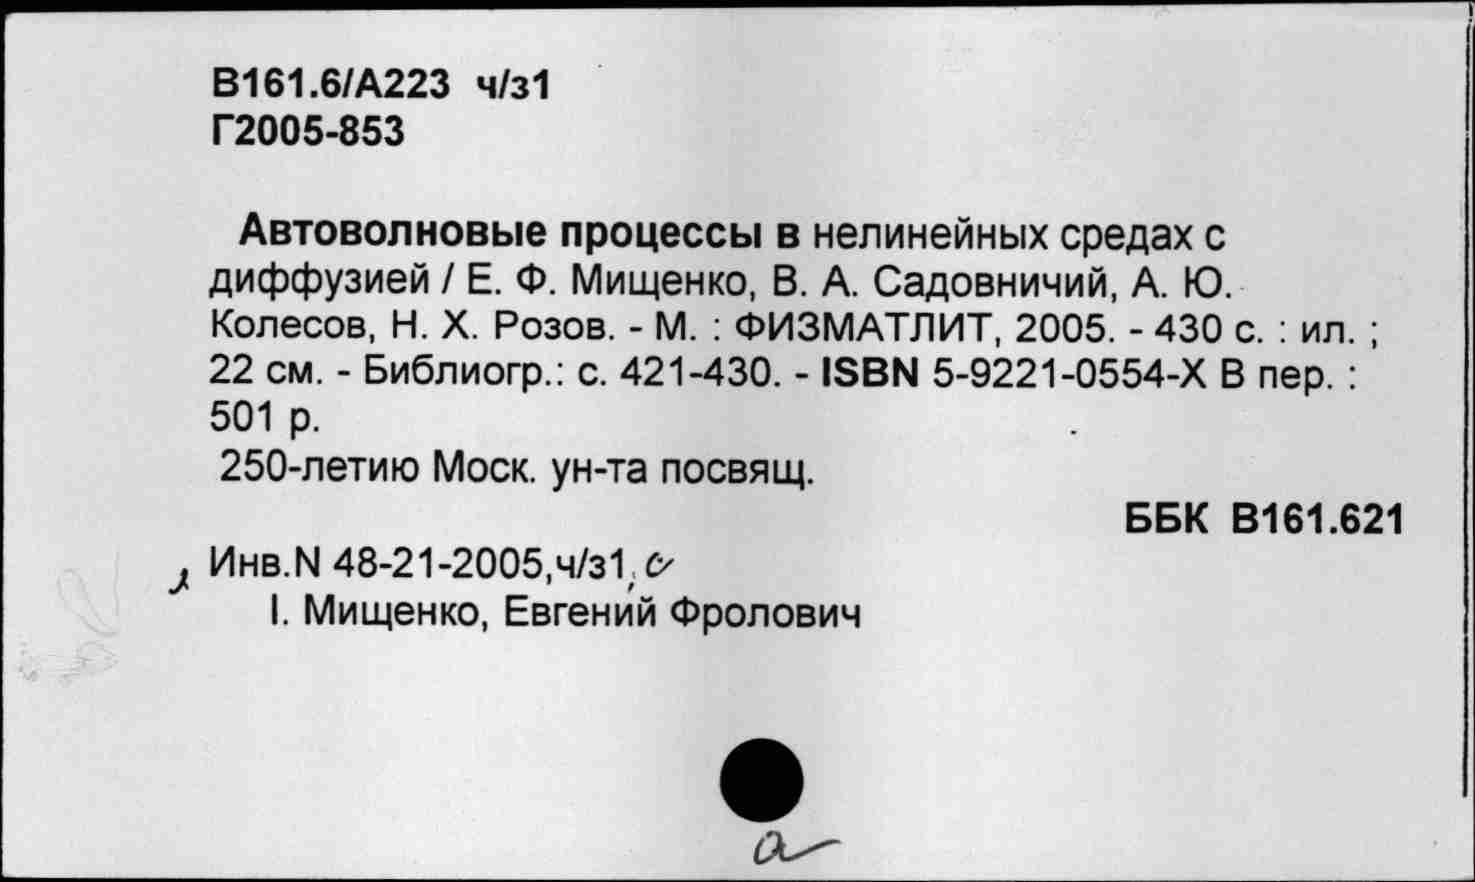 В161.6/А223 ч/з1
Г2005-853
Автоволновые процессы в нелинейных средах с
диффузией / Е. Ф. Мищенко, В. А. Садовничий, А. Ю.
Колесов, Н. Х. Розов. - М. : ФИЗМАТЛИТ, 2005. - 430 с. : ил. ;
22 см. - Библиогр.: с. 421-430. - ISBN 5-9221-0554-X В пер. :
501 р.
250-летию Моск. ун-та посвящ.
ББК В161.621
Инв.N 48-21-2005,ч/з1,
I. Мищенко, Евгений Фролович
а